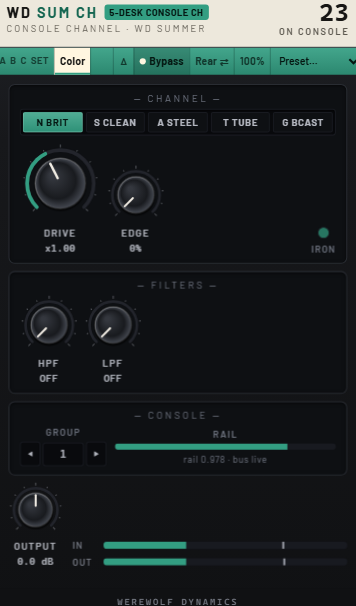 WD SUM CH 5-DESK CONSOLE CH 23
CONSOLE CHANNEL · WD SUMMER ON CONSOLE
A B C SET Color Δ Bypass Rear ⇌ 100% Preset...
— CHANNEL —
N BRIT S CLEAN A STEEL T TUBE G BCAST
DRIVE EDGE
x1.00 0% IRON
— FILTERS —
HPF LPF
OFF OFF
— CONSOLE —
GROUP RAIL
◄ 1 ►
rail 0.978 · bus live
OUTPUT IN
0.0 dB OUT
WEREWOLF DYNAMICS